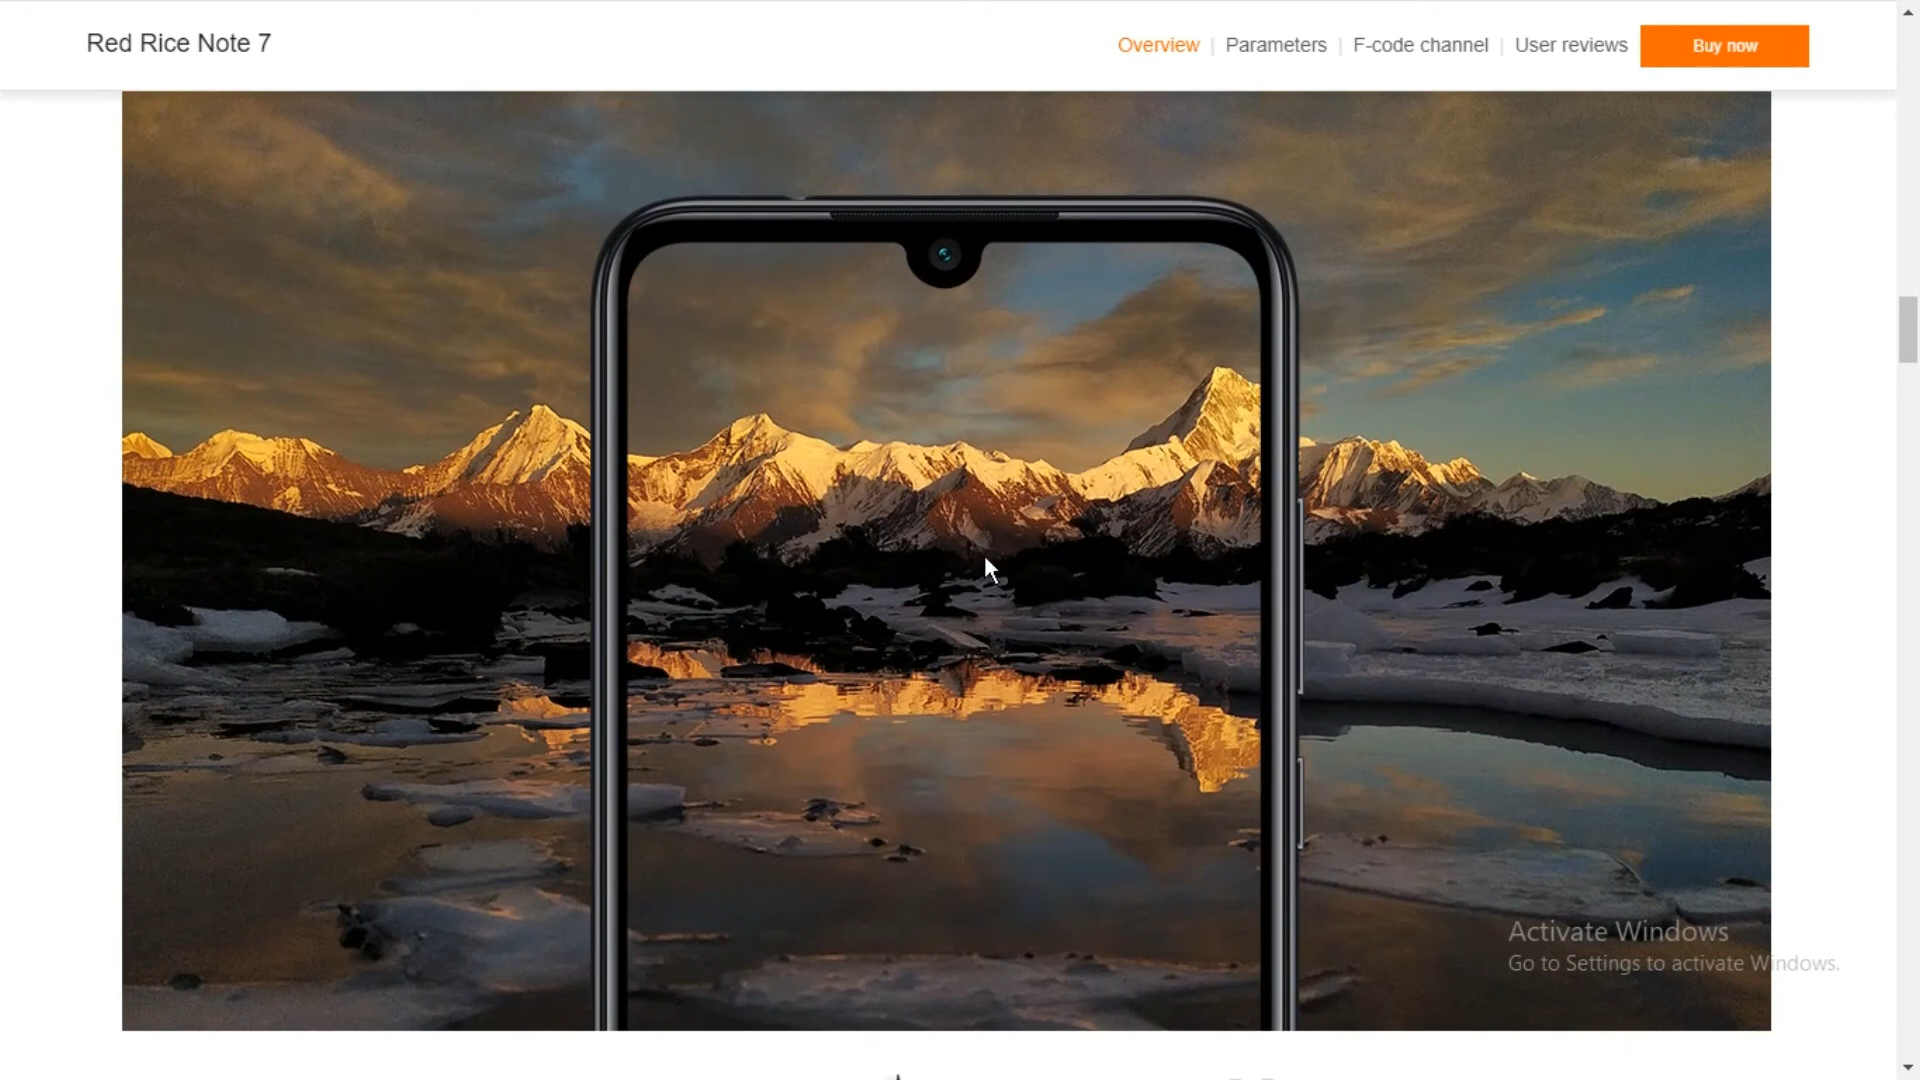 Red Rice Note 7
Overview | Parameters | F-code channel | User reviews
Buy now
Activate Windows
Go to Settings to activate Windows.